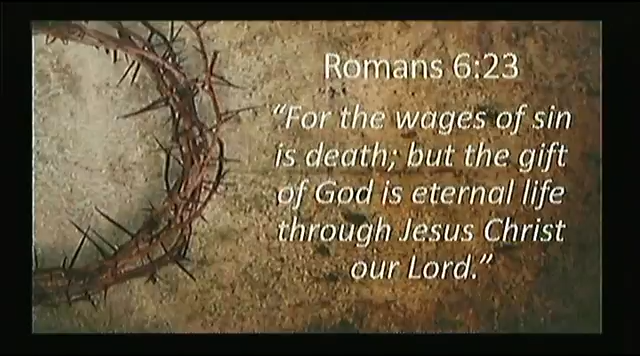 Romans 6:23
“For the wages of sin
is death; but the gift
of God is eternal life
through Jesus Christ
our Lord.”